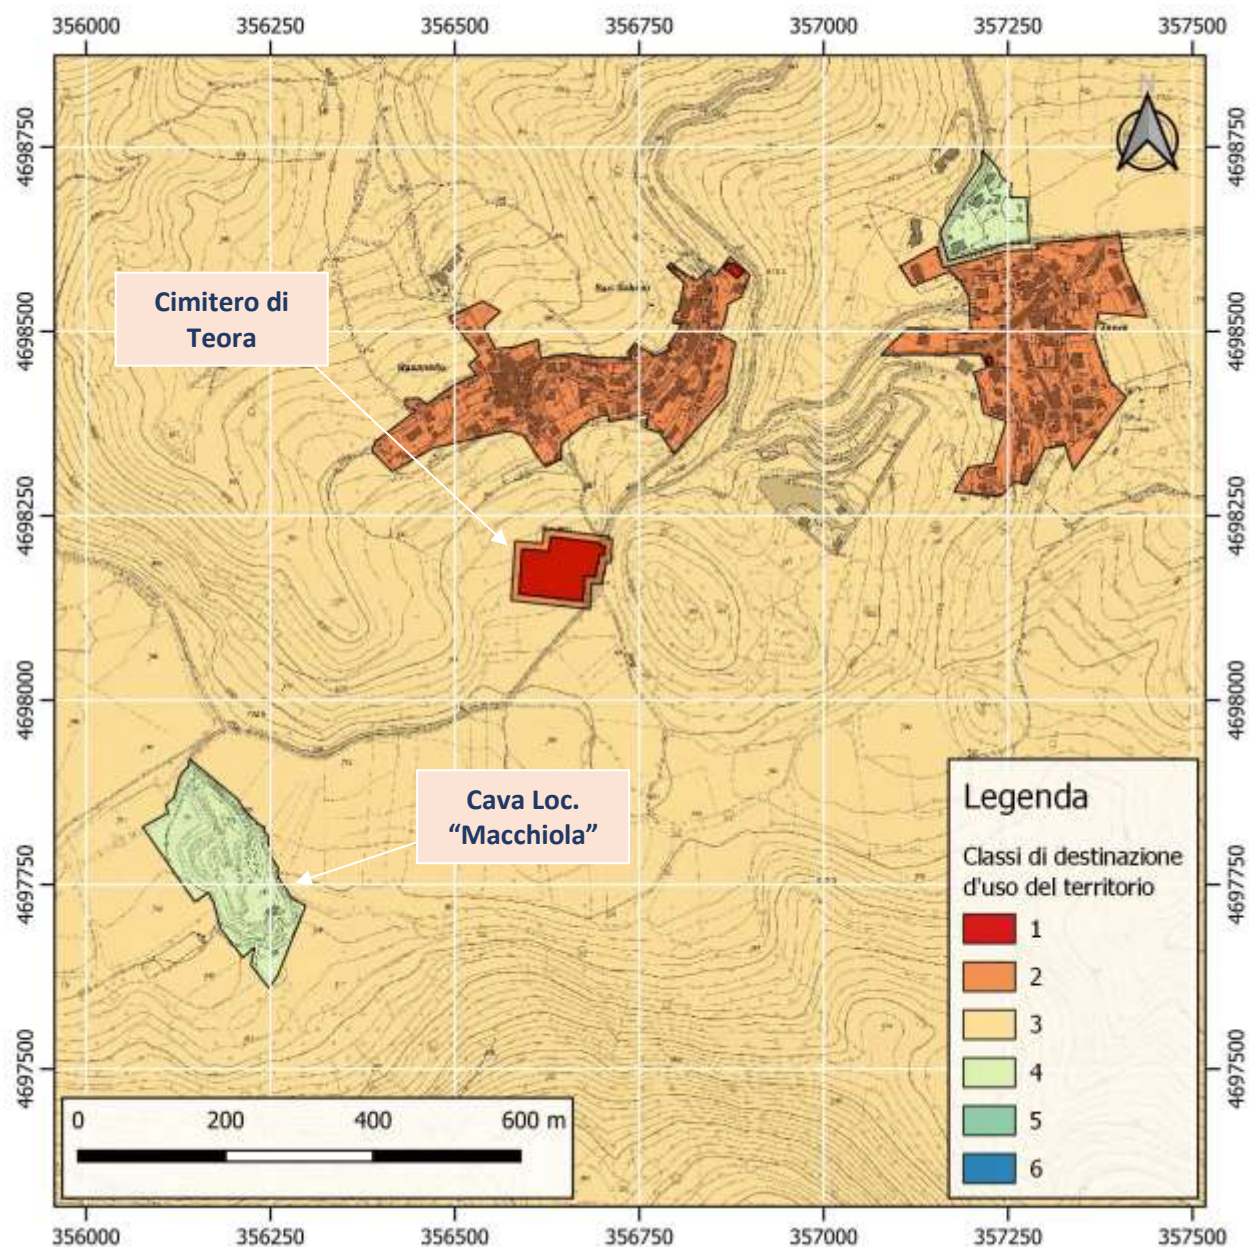 356000 356250 356500 356750 357000 357250 357500
4698750
4698750
N
Cimitero di
Teora
4698500
4698500
4698250
4698250
4698000
4698000
Cava Loc.
“Macchiola”
4697750
4697750
Legenda
Classi di destinazione
d'uso del territorio
1
2
3
4
5
6
4697500
4697500
0 200 400 600 m
356000 356250 356500 356750 357000 357250 357500